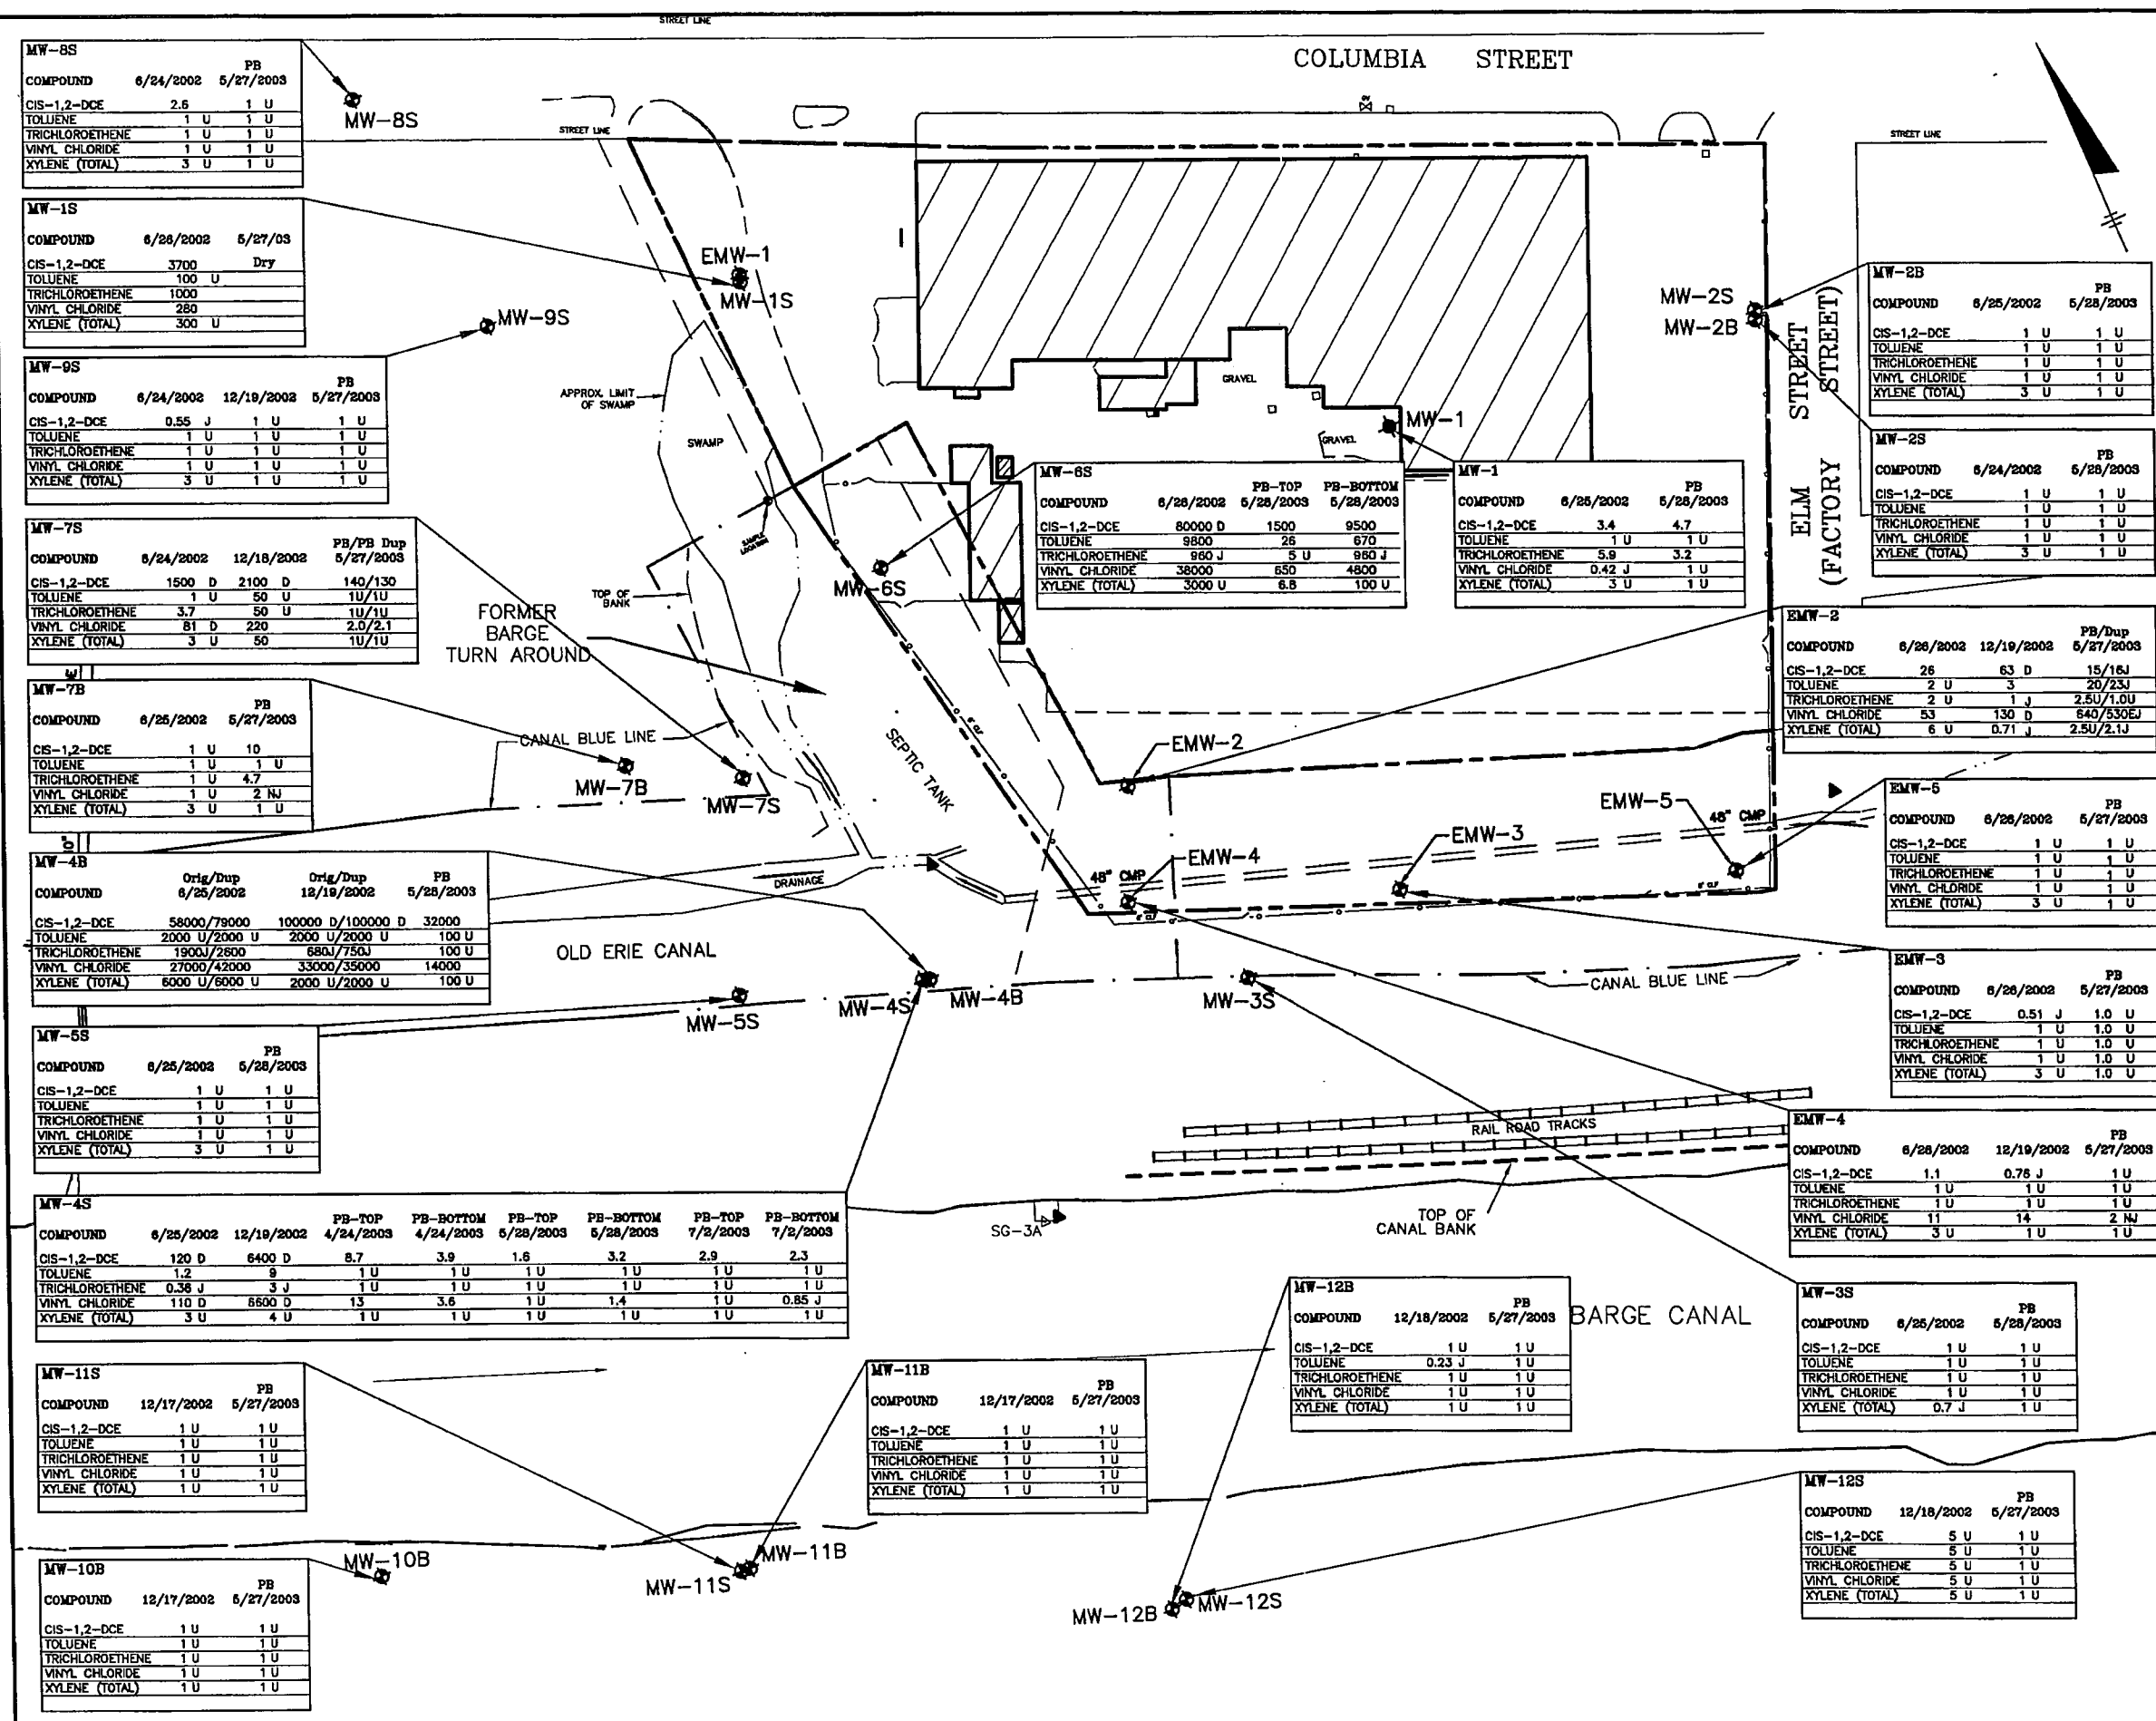 STREET LINE
COLUMBIA STREET
MW-8S
PB
COMPOUND 6/24/2002 5/27/2003
CIS-1,2-DCE 2.6 1 U
TOLUENE 1 U 1 U
TRICHLOROETHENE 1 U 1 U
VINYL CHLORIDE 1 U 1 U
XYLENE (TOTAL) 3 U 1 U
MW-8S
STREET LINE
GV
STREET LINE
MW-1S
COMPOUND 6/26/2002 5/27/03
CIS-1,2-DCE 3700 Dry
TOLUENE 100 U
TRICHLOROETHENE 1000
VINYL CHLORIDE 280
XYLENE (TOTAL) 300 U
EMW-1
MW-1S
MW-9S
MW-2S
MW-2B
ELM STREET
(FACTORY STREET)
MW-2B
PB
COMPOUND 6/25/2002 5/28/2003
CIS-1,2-DCE 1 U 1 U
TOLUENE 1 U 1 U
TRICHLOROETHENE 1 U 1 U
VINYL CHLORIDE 1 U 1 U
XYLENE (TOTAL) 3 U 1 U
MW-9S
PB
COMPOUND 6/24/2002 12/19/2002 5/27/2003
CIS-1,2-DCE 0.55 J 1 U 1 U
TOLUENE 1 U 1 U 1 U
TRICHLOROETHENE 1 U 1 U 1 U
VINYL CHLORIDE 1 U 1 U 1 U
XYLENE (TOTAL) 3 U 1 U 1 U
APPROX. LIMIT
OF SWAMP
SWAMP
GRAVEL
GRAVEL
MW-1
MW-2S
PB
COMPOUND 6/24/2002 5/28/2003
CIS-1,2-DCE 1 U 1 U
TOLUENE 1 U 1 U
TRICHLOROETHENE 1 U 1 U
VINYL CHLORIDE 1 U 1 U
XYLENE (TOTAL) 3 U 1 U
MW-6S
PB-TOP PB-BOTTOM
COMPOUND 6/26/2002 5/28/2003 5/28/2003
CIS-1,2-DCE 80000 D 1500 9500
TOLUENE 9800 26 670
TRICHLOROETHENE 960 J 5 U 960 J
VINYL CHLORIDE 38000 650 4800
XYLENE (TOTAL) 3000 U 6.8 100 U
MW-1
PB
COMPOUND 6/25/2002 5/28/2003
CIS-1,2-DCE 3.4 4.7
TOLUENE 1 U 1 U
TRICHLOROETHENE 5.9 3.2
VINYL CHLORIDE 0.42 J 1 U
XYLENE (TOTAL) 3 U 1 U
MW-7S
PB/PB Dup
COMPOUND 6/24/2002 12/18/2002 5/27/2003
CIS-1,2-DCE 1500 D 2100 D 140/130
TOLUENE 1 U 50 U 1U/1U
TRICHLOROETHENE 3.7 50 U 1U/1U
VINYL CHLORIDE 81 D 220 2.0/2.1
XYLENE (TOTAL) 3 U 50 1U/1U
SAMPLE
LOCATION
TOP OF
BANK
MW-6S
FORMER
BARGE
TURN AROUND
EMW-2
PB/Dup
COMPOUND 6/26/2002 12/19/2002 5/27/2003
CIS-1,2-DCE 26 63 D 15/16J
TOLUENE 2 U 3 20/23J
TRICHLOROETHENE 2 U 1 J 2.5U/1.0U
VINYL CHLORIDE 53 130 D 640/530EJ
XYLENE (TOTAL) 6 U 0.71 J 2.5U/2.1J
MW-7B
PB
COMPOUND 6/25/2002 5/27/2003
CIS-1,2-DCE 1 U 10
TOLUENE 1 U 1 U
TRICHLOROETHENE 1 U 4.7
VINYL CHLORIDE 1 U 2 NJ
XYLENE (TOTAL) 3 U 1 U
CANAL BLUE LINE
MW-7B
MW-7S
SEPTIC TANK
EMW-2
EMW-5
48" CMP
EMW-3
EMW-4
48" CMP
DRAINAGE
EMW-5
PB
COMPOUND 6/26/2002 5/27/2003
CIS-1,2-DCE 1 U 1 U
TOLUENE 1 U 1 U
TRICHLOROETHENE 1 U 1 U
VINYL CHLORIDE 1 U 1 U
XYLENE (TOTAL) 3 U 1 U
MW-4B
Orig/Dup Orig/Dup PB
COMPOUND 6/25/2002 12/19/2002 5/28/2003
CIS-1,2-DCE 58000/79000 100000 D/100000 D 32000
TOLUENE 2000 U/2000 U 2000 U/2000 U 100 U
TRICHLOROETHENE 1900J/2600 680J/750J 100 U
VINYL CHLORIDE 27000/42000 33000/35000 14000
XYLENE (TOTAL) 6000 U/6000 U 2000 U/2000 U 100 U
OLD ERIE CANAL
MW-5S
MW-4S
MW-4B
MW-3S
CANAL BLUE LINE
EMW-3
PB
COMPOUND 6/26/2002 5/27/2003
CIS-1,2-DCE 0.51 J 1.0 U
TOLUENE 1 U 1.0 U
TRICHLOROETHENE 1 U 1.0 U
VINYL CHLORIDE 1 U 1.0 U
XYLENE (TOTAL) 3 U 1.0 U
MW-5S
PB
COMPOUND 6/25/2002 5/28/2003
CIS-1,2-DCE 1 U 1 U
TOLUENE 1 U 1 U
TRICHLOROETHENE 1 U 1 U
VINYL CHLORIDE 1 U 1 U
XYLENE (TOTAL) 3 U 1 U
RAIL ROAD TRACKS
EMW-4
PB
COMPOUND 6/26/2002 12/19/2002 5/27/2003
CIS-1,2-DCE 1.1 0.76 J 1 U
TOLUENE 1 U 1 U 1 U
TRICHLOROETHENE 1 U 1 U 1 U
VINYL CHLORIDE 11 14 2 NJ
XYLENE (TOTAL) 3 U 1 U 1 U
MW-4S
PB-TOP PB-BOTTOM PB-TOP PB-BOTTOM PB-TOP PB-BOTTOM
COMPOUND 6/25/2002 12/19/2002 4/24/2003 4/24/2003 5/28/2003 5/28/2003 7/2/2003 7/2/2003
CIS-1,2-DCE 120 D 6400 D 8.7 3.9 1.6 3.2 2.9 2.3
TOLUENE 1.2 9 1 U 1 U 1 U 1 U 1 U 1 U
TRICHLOROETHENE 0.36 J 3 J 1 U 1 U 1 U 1 U 1 U 1 U
VINYL CHLORIDE 110 D 5600 D 13 3.6 1 U 1.4 1 U 0.85 J
XYLENE (TOTAL) 3 U 4 U 1 U 1 U 1 U 1 U 1 U 1 U
SG-3A
TOP OF
CANAL BANK
MW-12B
PB
COMPOUND 12/18/2002 5/27/2003
CIS-1,2-DCE 1 U 1 U
TOLUENE 0.23 J 1 U
TRICHLOROETHENE 1 U 1 U
VINYL CHLORIDE 1 U 1 U
XYLENE (TOTAL) 1 U 1 U
BARGE CANAL
MW-3S
PB
COMPOUND 6/25/2002 5/28/2003
CIS-1,2-DCE 1 U 1 U
TOLUENE 1 U 1 U
TRICHLOROETHENE 1 U 1 U
VINYL CHLORIDE 1 U 1 U
XYLENE (TOTAL) 0.7 J 1 U
MW-11S
PB
COMPOUND 12/17/2002 5/27/2003
CIS-1,2-DCE 1 U 1 U
TOLUENE 1 U 1 U
TRICHLOROETHENE 1 U 1 U
VINYL CHLORIDE 1 U 1 U
XYLENE (TOTAL) 1 U 1 U
MW-11B
PB
COMPOUND 12/17/2002 5/27/2003
CIS-1,2-DCE 1 U 1 U
TOLUENE 1 U 1 U
TRICHLOROETHENE 1 U 1 U
VINYL CHLORIDE 1 U 1 U
XYLENE (TOTAL) 1 U 1 U
MW-12S
PB
COMPOUND 12/18/2002 5/27/2003
CIS-1,2-DCE 5 U 1 U
TOLUENE 5 U 1 U
TRICHLOROETHENE 5 U 1 U
VINYL CHLORIDE 5 U 1 U
XYLENE (TOTAL) 5 U 1 U
MW-10B
PB
COMPOUND 12/17/2002 5/27/2003
CIS-1,2-DCE 1 U 1 U
TOLUENE 1 U 1 U
TRICHLOROETHENE 1 U 1 U
VINYL CHLORIDE 1 U 1 U
XYLENE (TOTAL) 1 U 1 U
MW-10B
MW-11B
MW-11S
MW-12B
MW-12S